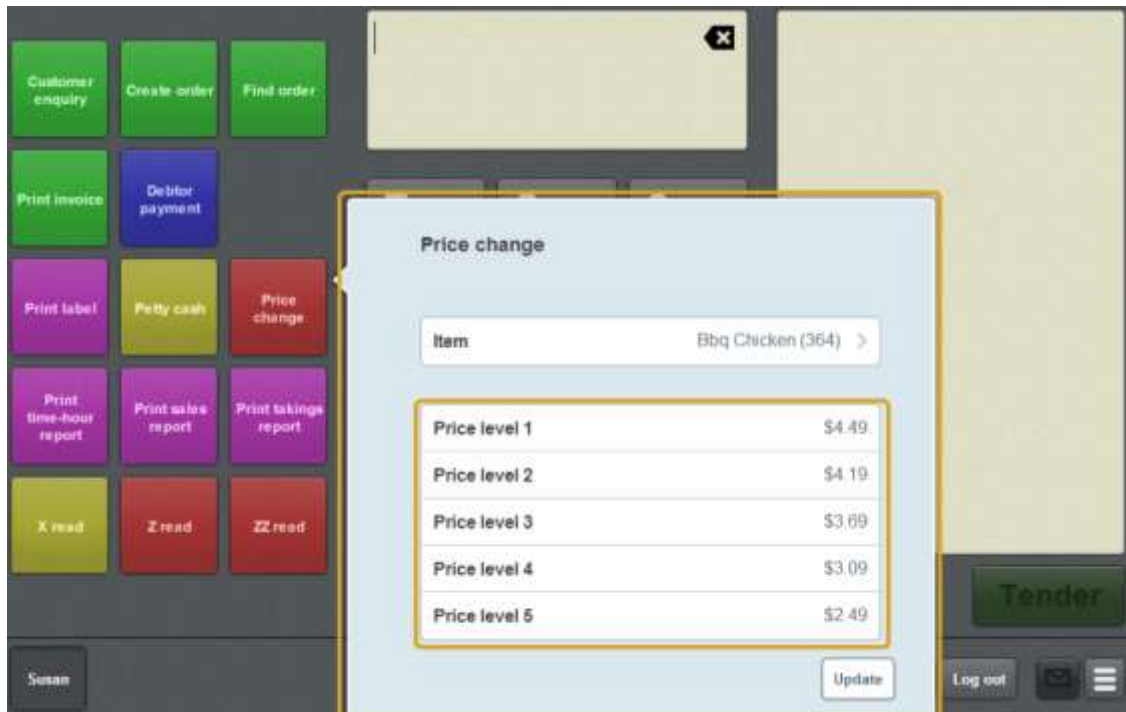 Customer
enquiry
Create order
Find order
Print invoice
Debtor
payment
Print label
Petty cash
Price
change
Print
time-hour
report
Print sales
report
Print takings
report
X read
Z read
ZZ read
Susan
Price change
Item
Bbq Chicken (364)
Price level 1
$4.49
Price level 2
$4.19
Price level 3
$3.69
Price level 4
$3.09
Price level 5
$2.49
Update
Tender
Log out